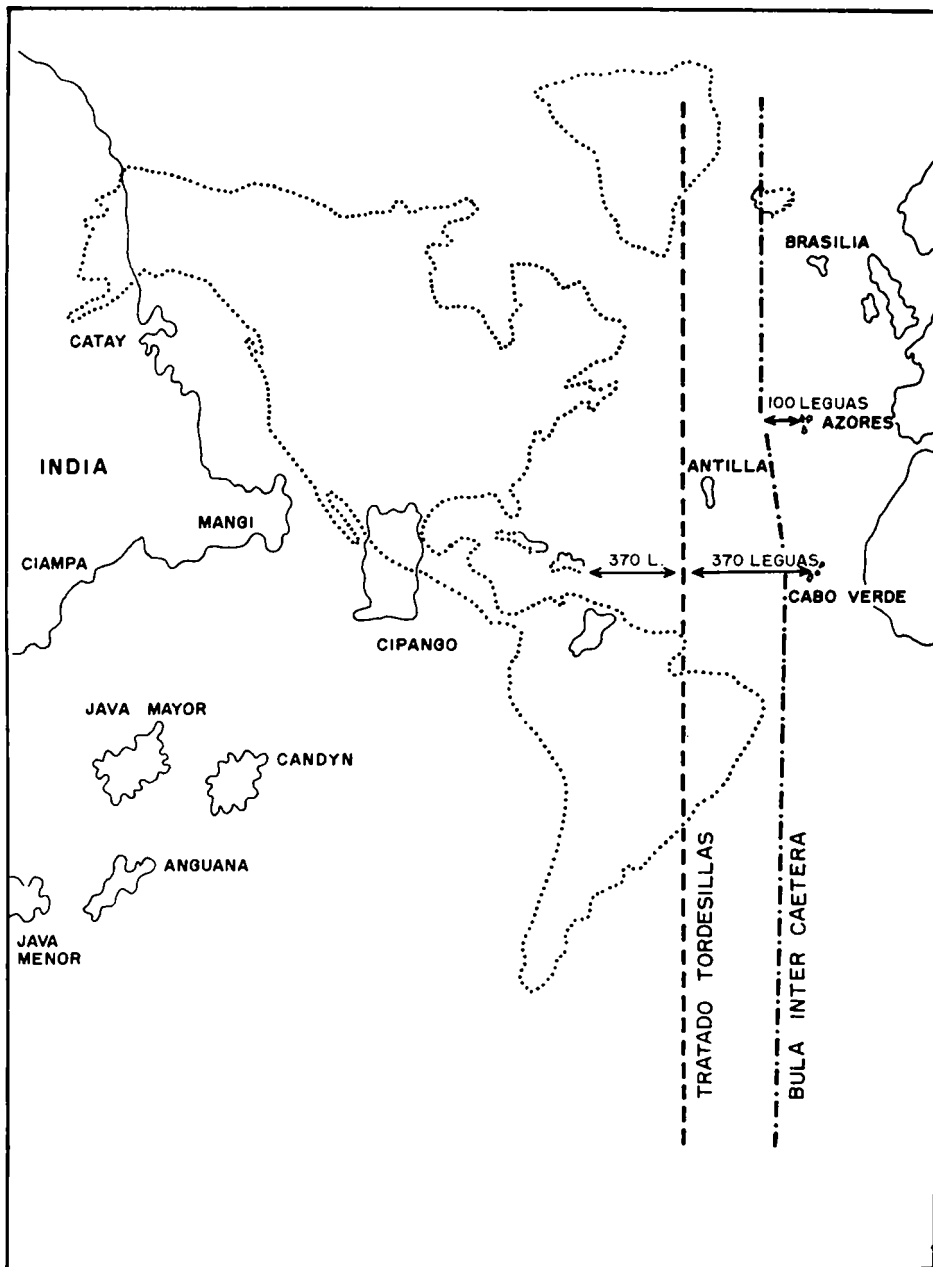 BRASILIA
CATAY
100 LEGUAS
AZORES
ANTILLA
INDIA
MANGI
CIAMPA
370 L.
370 LEGUAS
CABO VERDE
CIPANGO
JAVA MAYOR
CANDYN
ANGUANA
JAVA
MENOR
TRATADO TORDESILLAS
BULA INTER CAETERA